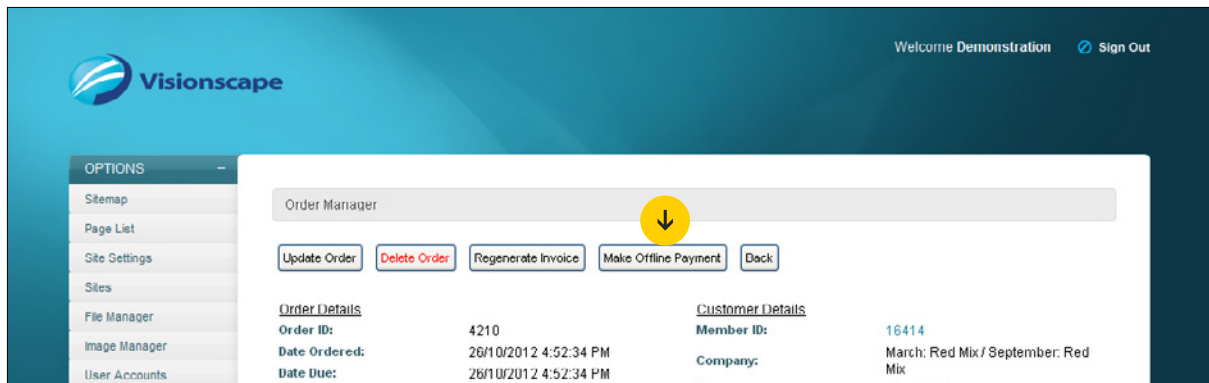 Welcome Demonstration Sign Out
Visionscape
OPTIONS –
Sitemap
Page List
Site Settings
Sites
File Manager
Image Manager
User Accounts
Order Manager
Update Order Delete Order Regenerate Invoice Make Offline Payment Back
Order Details Customer Details
Order ID: 4210 Member ID: 16414
Date Ordered: 26/10/2012 4:52:34 PM Company: March: Red Mix / September: Red
Mix
Date Due: 26/10/2012 4:52:34 PM